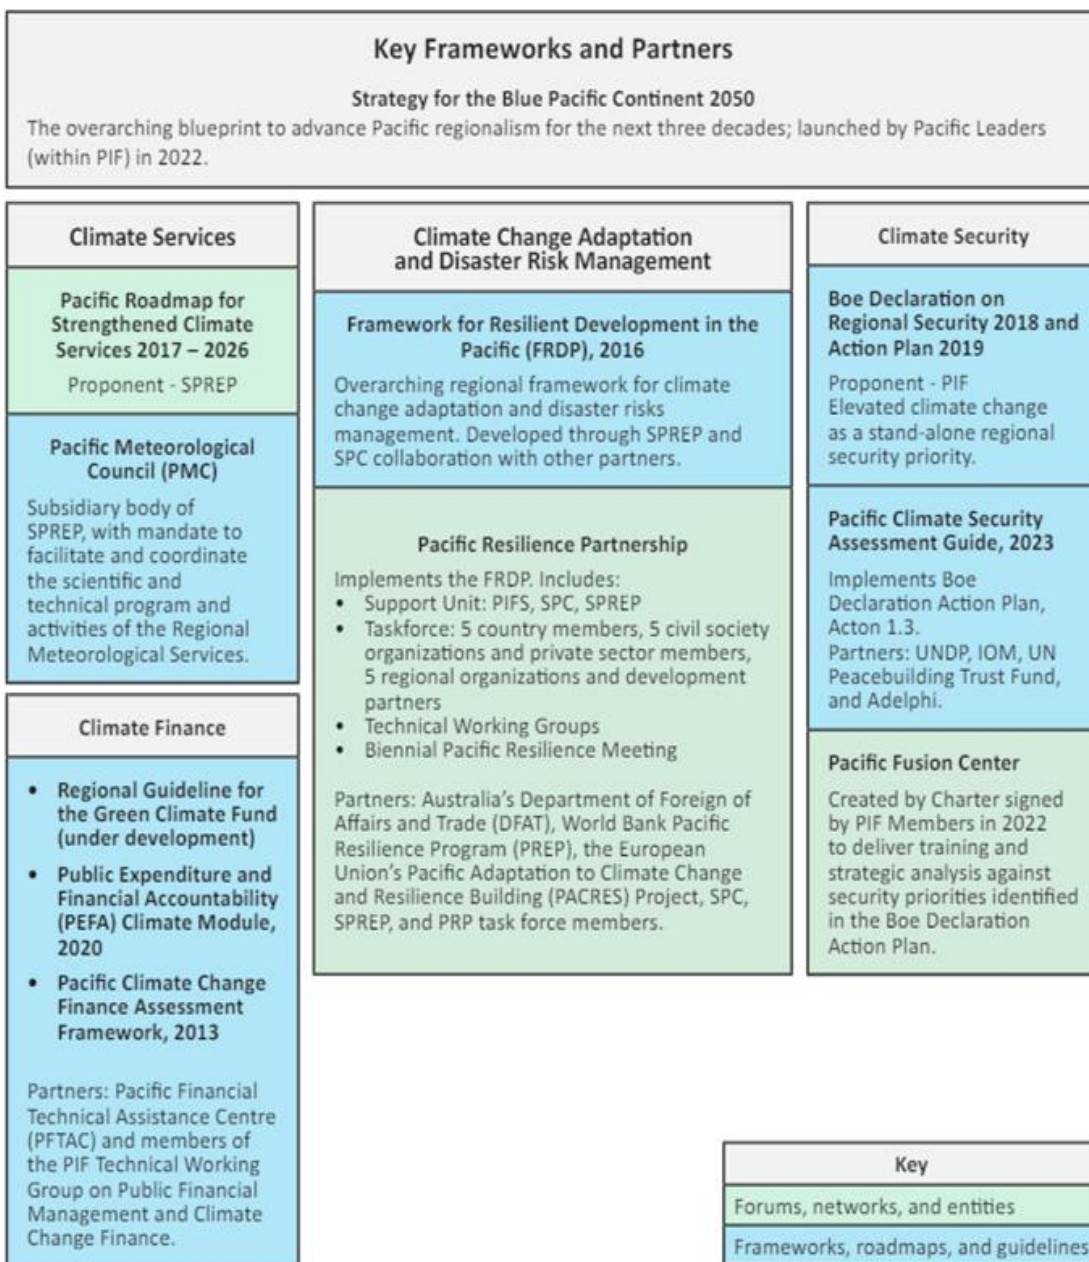 Key Frameworks and Partners
Strategy for the Blue Pacific Continent 2050
The overarching blueprint to advance Pacific regionalism for the next three decades; launched by Pacific Leaders
(within PIF) in 2022.
Climate Services
Pacific Roadmap for
Strengthened Climate
Services 2017 – 2026
Proponent - SPREP
Pacific Meteorological
Council (PMC)
Subsidiary body of
SPREP, with mandate to
facilitate and coordinate
the scientific and
technical program and
activities of the Regional
Meteorological Services.
Climate Finance
• Regional Guideline for
the Green Climate Fund
(under development)
• Public Expenditure and
Financial Accountability
(PEFA) Climate Module,
2020
• Pacific Climate Change
Finance Assessment
Framework, 2013
Partners: Pacific Financial
Technical Assistance Centre
(PFTAC) and members of
the PIF Technical Working
Group on Public Financial
Management and Climate
Change Finance.
Climate Change Adaptation
and Disaster Risk Management
Framework for Resilient Development in the
Pacific (FRDP), 2016
Overarching regional framework for climate
change adaptation and disaster risks
management. Developed through SPREP and
SPC collaboration with other partners.
Pacific Resilience Partnership
Implements the FRDP. Includes:
• Support Unit: PIFS, SPC, SPREP
• Taskforce: 5 country members, 5 civil society
organizations and private sector members,
5 regional organizations and development
partners
• Technical Working Groups
• Biennial Pacific Resilience Meeting
Partners: Australia’s Department of Foreign of
Affairs and Trade (DFAT), World Bank Pacific
Resilience Program (PREP), the European
Union’s Pacific Adaptation to Climate Change
and Resilience Building (PACRES) Project, SPC,
SPREP, and PRP task force members.
Climate Security
Boe Declaration on
Regional Security 2018 and
Action Plan 2019
Proponent - PIF
Elevated climate change
as a stand-alone regional
security priority.
Pacific Climate Security
Assessment Guide, 2023
Implements Boe
Declaration Action Plan,
Acton 1.3.
Partners: UNDP, IOM, UN
Peacebuilding Trust Fund,
and Adelphi.
Pacific Fusion Center
Created by Charter signed
by PIF Members in 2022
to deliver training and
strategic analysis against
security priorities identified
in the Boe Declaration
Action Plan.
Key
Forums, networks, and entities
Frameworks, roadmaps, and guidelines